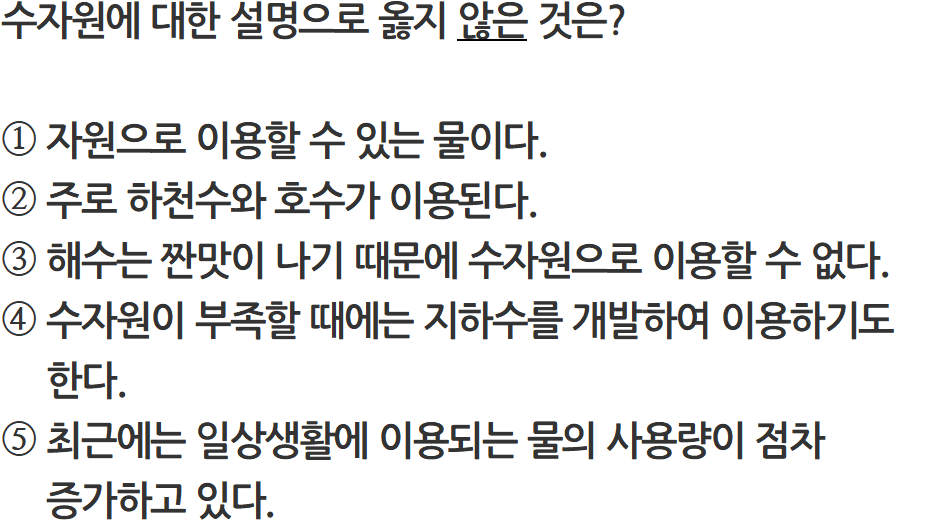 수자원에 대한 설명으로 옳지 않은 것은?
① 자원으로 이용할 수 있는 물이다.
② 주로 하천수와 호수가 이용된다.
③ 해수는 짠맛이 나기 때문에 수자원으로 이용할 수 없다.
④ 수자원이 부족할 때에는 지하수를 개발하여 이용하기도
한다.
⑤ 최근에는 일상생활에 이용되는 물의 사용량이 점차
증가하고 있다.